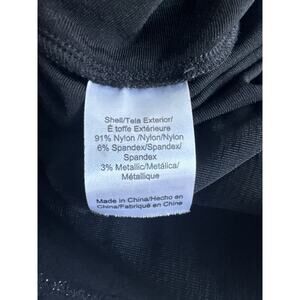 Shell/Tela Exterior/
É toffe Extérieure
91% Nylon /Nylon/Nylon
6% Spandex/Spandex/
Spandex
3% Metallic/Metálica/
Métallique
Made in China/Hecho en
China/Fabriqué en Chine